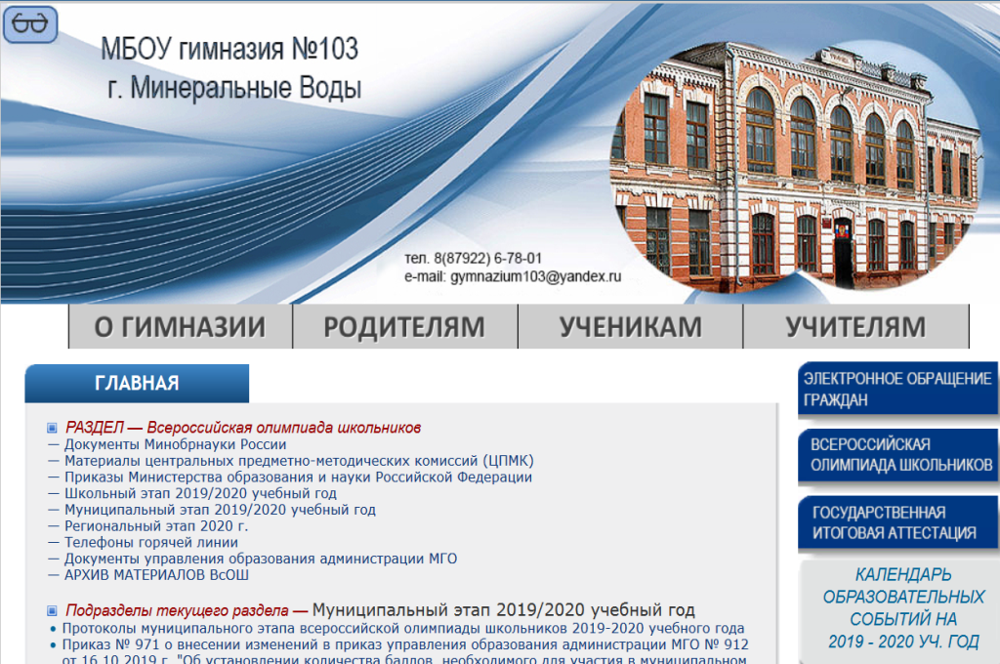 МБОУ гимназия №103
г. Минеральные Воды
тел. 8(87922) 6-78-01
e-mail: gymnazium103@yandex.ru
О ГИМНАЗИИ
РОДИТЕЛЯМ
УЧЕНИКАМ
УЧИТЕЛЯМ
ГЛАВНАЯ
РАЗДЕЛ — Всероссийская олимпиада школьников
— Документы Минобрнауки России
— Материалы центральных предметно-методических комиссий (ЦПМК)
— Приказы Министерства образования и науки Российской Федерации
— Школьный этап 2019/2020 учебный год
— Муниципальный этап 2019/2020 учебный год
— Региональный этап 2020 г.
— Телефоны горячей линии
— Документы управления образования администрации МГО
— АРХИВ МАТЕРИАЛОВ ВсОШ
Подразделы текущего раздела — Муниципальный этап 2019/2020 учебный год
• Протоколы муниципального этапа всероссийской олимпиады школьников 2019-2020 учебного года
• Приказ № 971 о внесении изменений в приказ управления образования администрации МГО № 912
от 16.10.2019 г. "Об установлении количества баллов, необходимого для участия в муниципальном
ЭЛЕКТРОННОЕ ОБРАЩЕНИЕ
ГРАЖДАН
ВСЕРОССИЙСКАЯ
ОЛИМПИАДА ШКОЛЬНИКОВ
ГОСУДАРСТВЕННАЯ
ИТОГОВАЯ АТТЕСТАЦИЯ
КАЛЕНДАРЬ
ОБРАЗОВАТЕЛЬНЫХ
СОБЫТИЙ НА
2019 - 2020 УЧ. ГОД